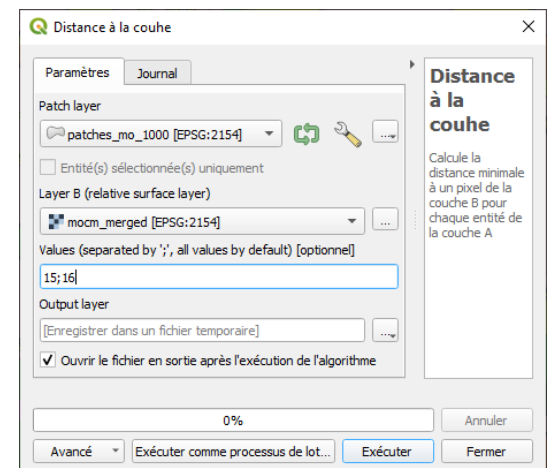 Distance à la couhe
Paramètres
Journal
Patch layer
patches_mo_1000 [EPSG:2154]
...
Entité(s) sélectionnée(s) uniquement
Layer B (relative surface layer)
mocm_merged [EPSG:2154]
...
Values (separated by ';', all values by default) [optionnel]
15;16
Output layer
[Enregistrer dans un fichier temporaire]
...
Ouvrir le fichier en sortie après l'exécution de l'algorithme
Distance
à la
couhe
Calcule la
distance minimale
à un pixel de la
couche B pour
chaque entité de
la couche A
0%
Annuler
Avancé
Exécuter comme processus de lot...
Exécuter
Fermer